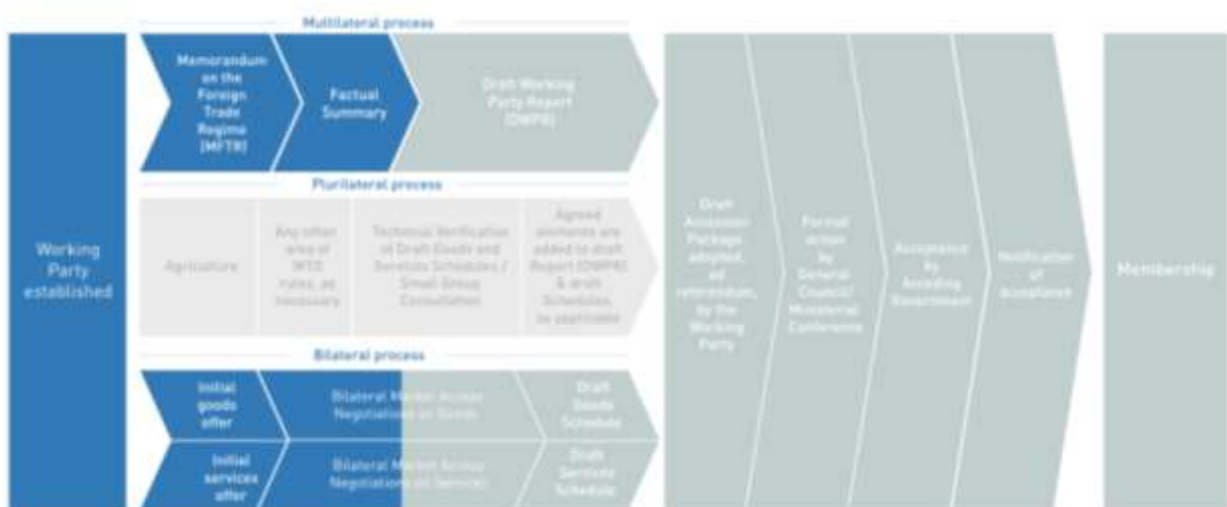 Multilateral process
Working
Party
established
Memorandum
on the
Foreign
Trade
Regime
(MFTR)
Factual
Summary
Draft Working
Party Report
(DWPR)
Plurilateral process
Agriculture
Any other
area of
WTO
rules, as
necessary
Technical Verification
of Draft Goods and
Services Schedules /
Small Group
Consultation
Agreed
elements are
added to draft
Report (DWPR)
& draft
Schedules,
as applicable
Bilateral process
Initial
goods
offer
Bilateral Market Access
Negotiations on Goods
Draft
Goods
Schedule
Initial
services
offer
Bilateral Market Access
Negotiations on Services
Draft
Services
Schedule
Draft
Accession
Package
adopted,
ad
referendum,
by the
Working
Party
Formal
action
by
General
Council/
Ministerial
Conference
Acceptance
by
Acceding
Government
Notification
of
Acceptance
Membership